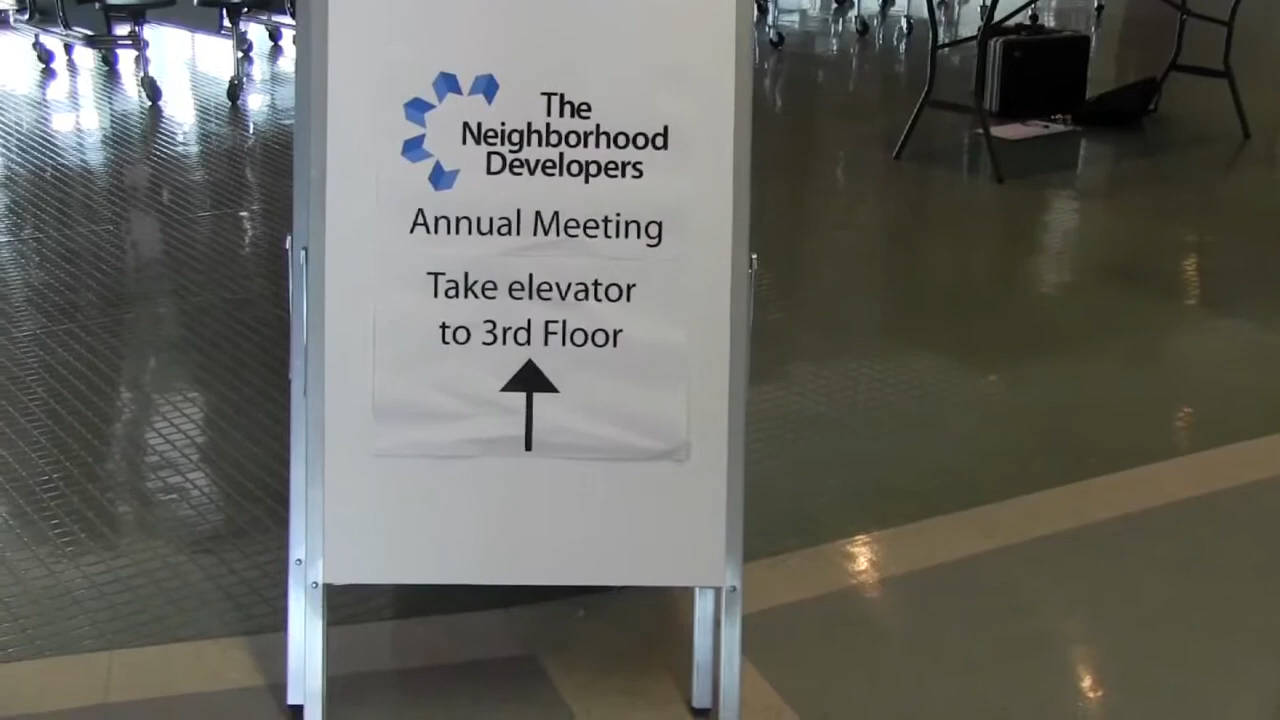 The
Neighborhood
Developers
Annual Meeting
Take elevator
to 3rd Floor